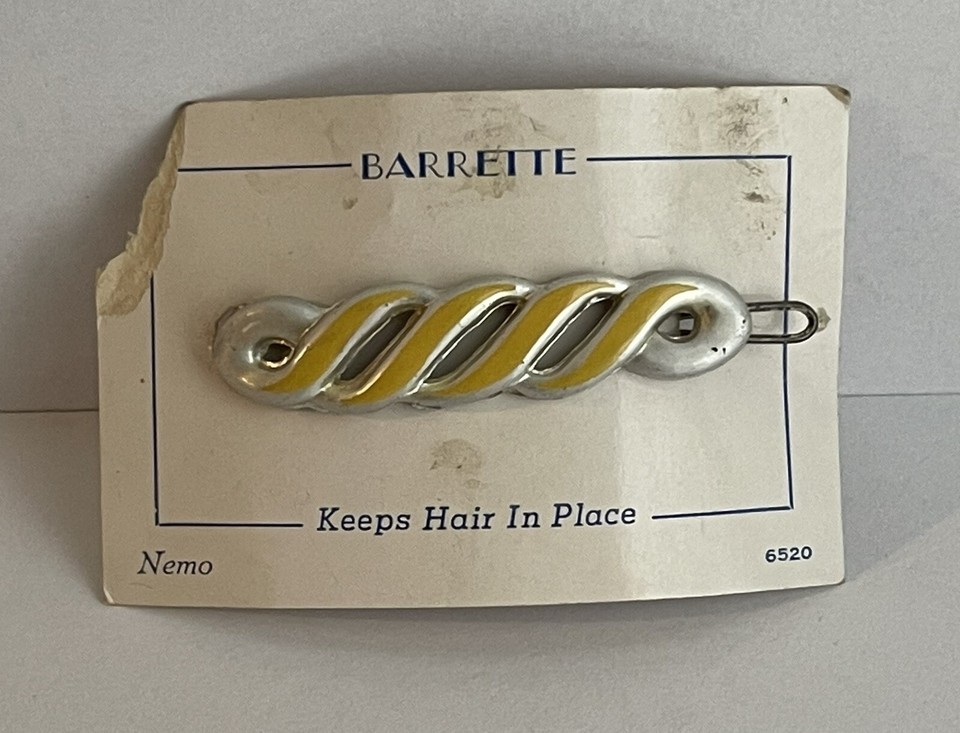 BARRETTE
Keeps Hair In Place
Nemo
6520